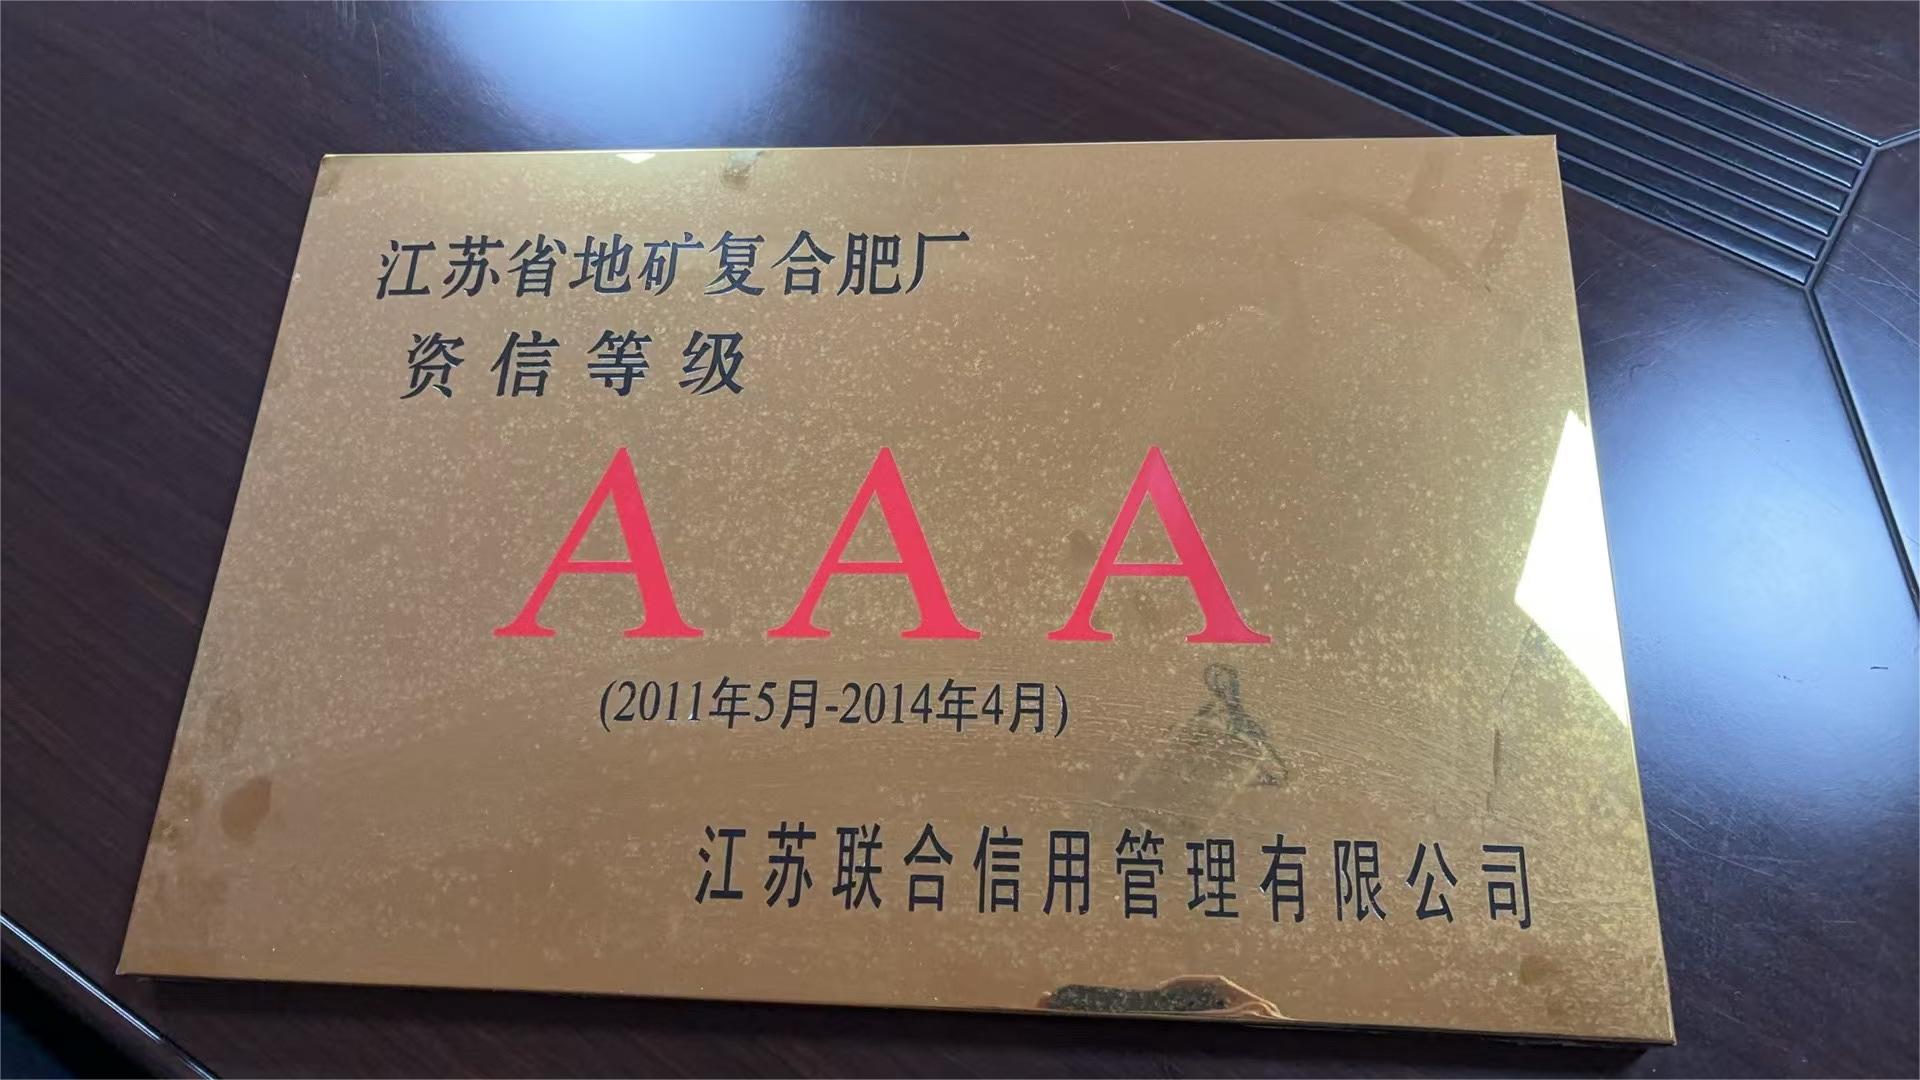 江苏省地矿复合肥厂
资信等级
AAA
(2011年5月-2014年4月)
江苏联合信用管理有限公司